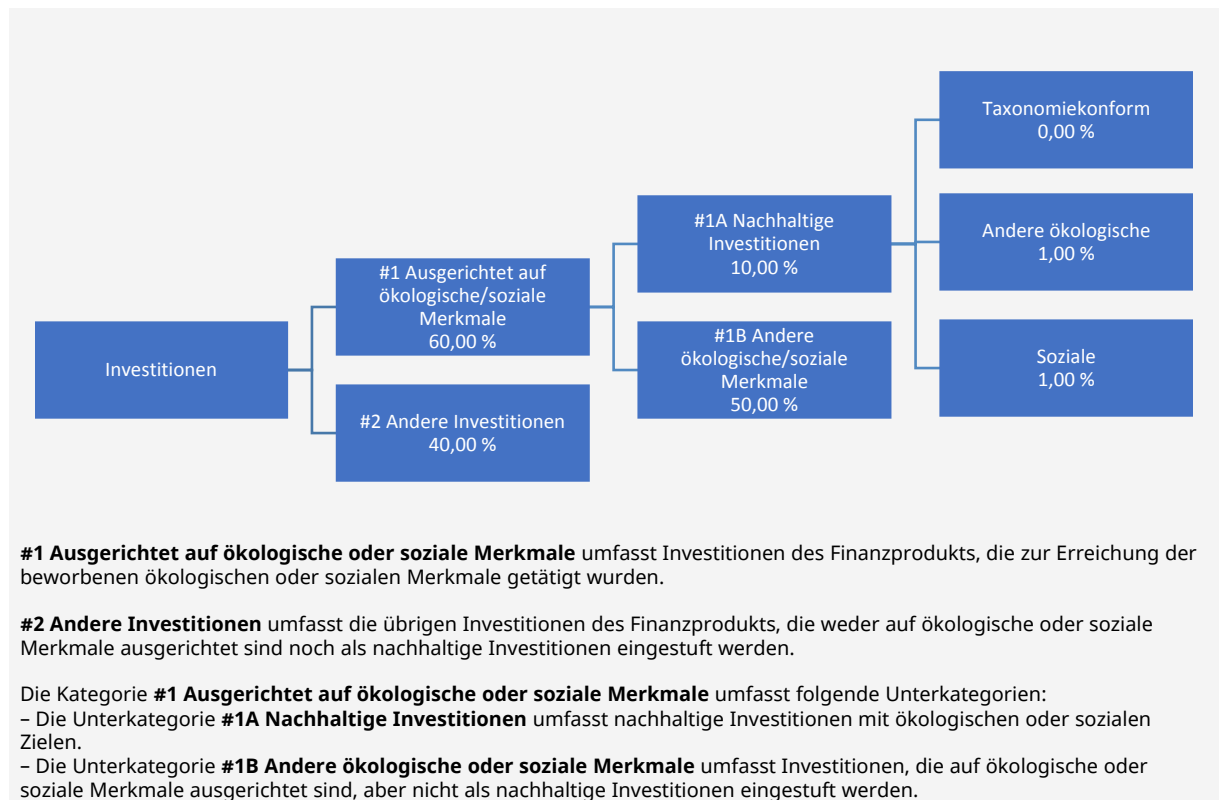 Investitionen
#1 Ausgerichtet auf
ökologische/soziale
Merkmale
60,00 %
#2 Andere Investitionen
40,00 %
#1A Nachhaltige
Investitionen
10,00 %
#1B Andere
ökologische/soziale
Merkmale
50,00 %
Taxonomiekonform
0,00 %
Andere ökologische
1,00 %
Soziale
1,00 %
#1 Ausgerichtet auf ökologische oder soziale Merkmale umfasst Investitionen des Finanzprodukts, die zur Erreichung der
beworbenen ökologischen oder sozialen Merkmale getätigt wurden.
#2 Andere Investitionen umfasst die übrigen Investitionen des Finanzprodukts, die weder auf ökologische oder soziale
Merkmale ausgerichtet sind noch als nachhaltige Investitionen eingestuft werden.
Die Kategorie #1 Ausgerichtet auf ökologische oder soziale Merkmale umfasst folgende Unterkategorien:
– Die Unterkategorie #1A Nachhaltige Investitionen umfasst nachhaltige Investitionen mit ökologischen oder sozialen
Zielen.
– Die Unterkategorie #1B Andere ökologische oder soziale Merkmale umfasst Investitionen, die auf ökologische oder
soziale Merkmale ausgerichtet sind, aber nicht als nachhaltige Investitionen eingestuft werden.